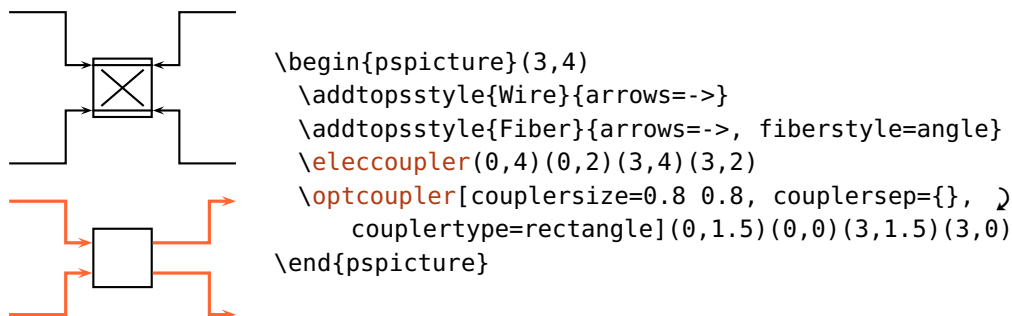 \begin{pspicture}(3,4)
\addtopsstyle{Wire}{arrows=->}
\addtopsstyle{Fiber}{arrows=->, fiberstyle=angle}
\eleccoupler(0,4)(0,2)(3,4)(3,2)
\optcoupler[couplersize=0.8 0.8, couplersep={},
couplertype=rectangle](0,1.5)(0,0)(3,1.5)(3,0)
\end{pspicture}